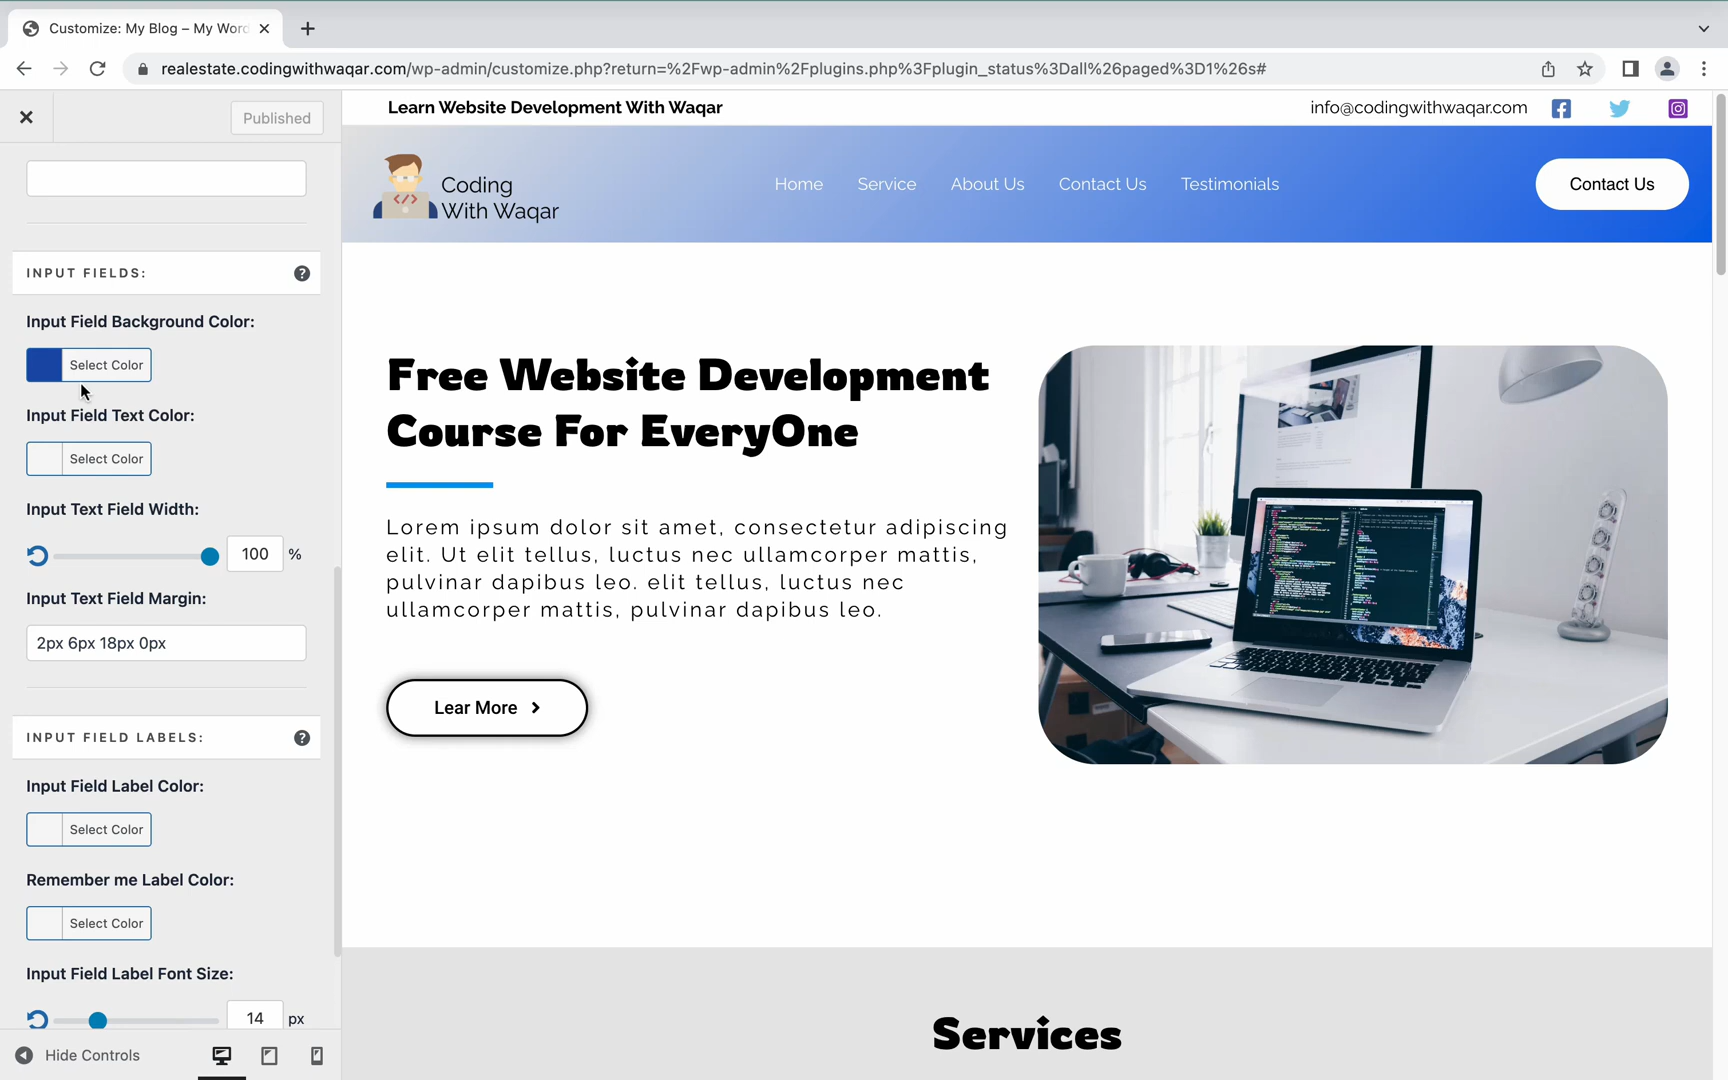 Customize: My Blog – My Word
realestate.codingwithwaqar.com/wp-admin/customize.php?return=%2Fwp-admin%2Fplugins.php%3Fplugin_status%3Dall%26paged%3D1%26s#
Published
INPUT FIELDS:
Input Field Background Color:
Select Color
Input Field Text Color:
Select Color
Input Text Field Width:
100 %
Input Text Field Margin:
2px 6px 18px 0px
INPUT FIELD LABELS:
Input Field Label Color:
Select Color
Remember me Label Color:
Select Color
Input Field Label Font Size:
14 px
Hide Controls
Learn Website Development With Waqar
info@codingwithwaqar.com
Coding
With Waqar
Home Service About Us Contact Us Testimonials
Contact Us
Free Website Development
Course For EveryOne
Lorem ipsum dolor sit amet, consectetur adipiscing
elit. Ut elit tellus, luctus nec ullamcorper mattis,
pulvinar dapibus leo. elit tellus, luctus nec
ullamcorper mattis, pulvinar dapibus leo.
Lear More
Services